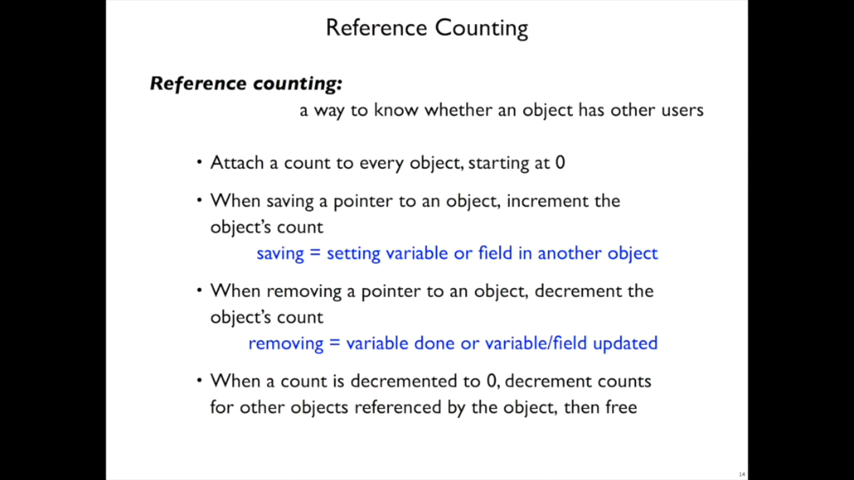 Reference Counting
Reference counting:
a way to know whether an object has other users
• Attach a count to every object, starting at 0
• When saving a pointer to an object, increment the
object's count
saving = setting variable or field in another object
• When removing a pointer to an object, decrement the
object's count
removing = variable done or variable/field updated
• When a count is decremented to 0, decrement counts
for other objects referenced by the object, then free
14